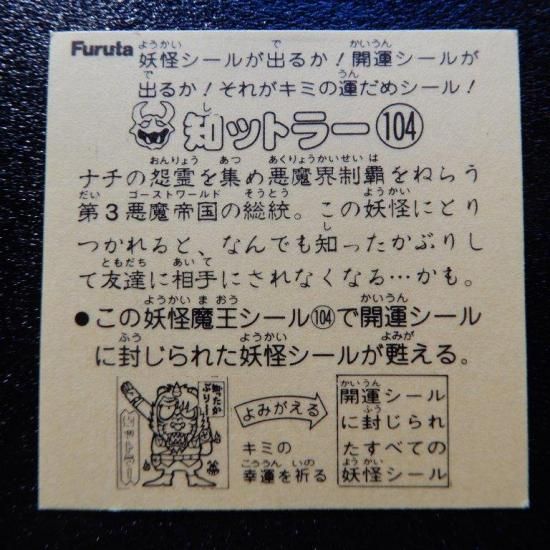 Furuta
妖怪シールが出るか!開運シールが
出るか!それがキミの運だめシール!
知ットラー 104
ナチの怨霊を集め悪魔界制覇をねらう
第3悪魔帝国の総統。この妖怪にとり
つかれると、なんでも知ったかぶりし
て友達に相手にされなくなる…かも。
●この妖怪魔王シール104で開運シール
に封じられた妖怪シールが甦える。
知ったか
ぶりー
よみがえる
キミの
幸運を祈る
開運シール
に封じられ
たすべての
妖怪シール